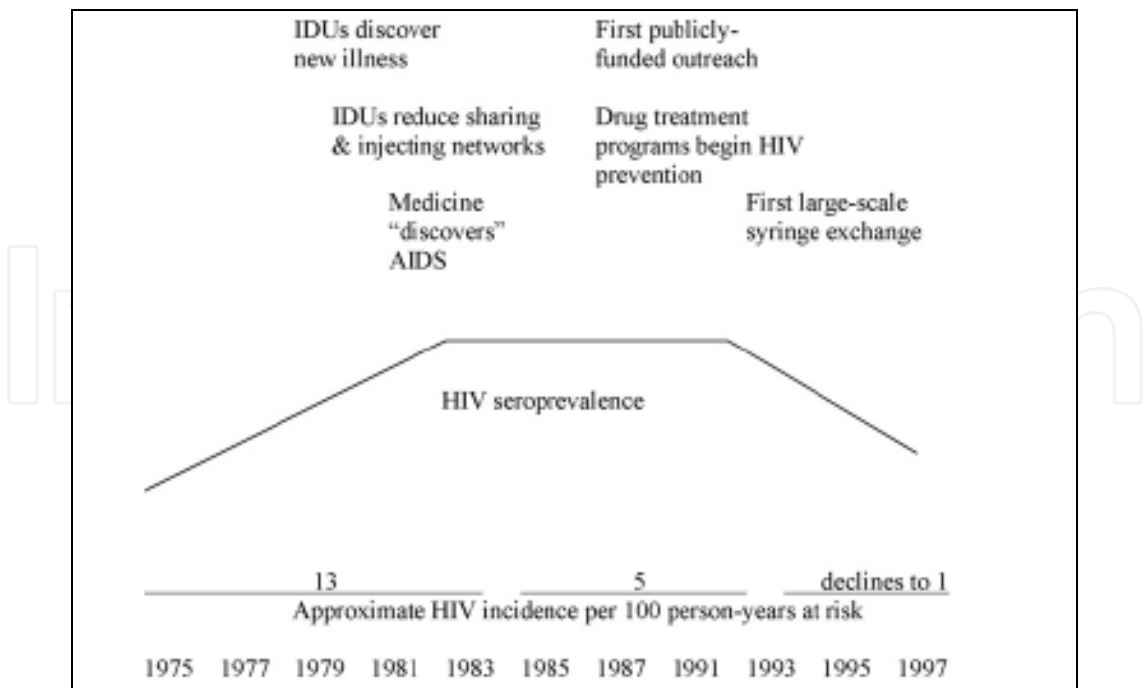 IDUs discover
new illness
First publicly-
funded outreach
IDUs reduce sharing
& injecting networks
Drug treatment
programs begin HIV
prevention
Medicine
“discovers”
AIDS
First large-scale
syringe exchange
HIV seroprevalence
13 5 declines to 1
Approximate HIV incidence per 100 person-years at risk
1975 1977 1979 1981 1983 1985 1987 1991 1993 1995 1997